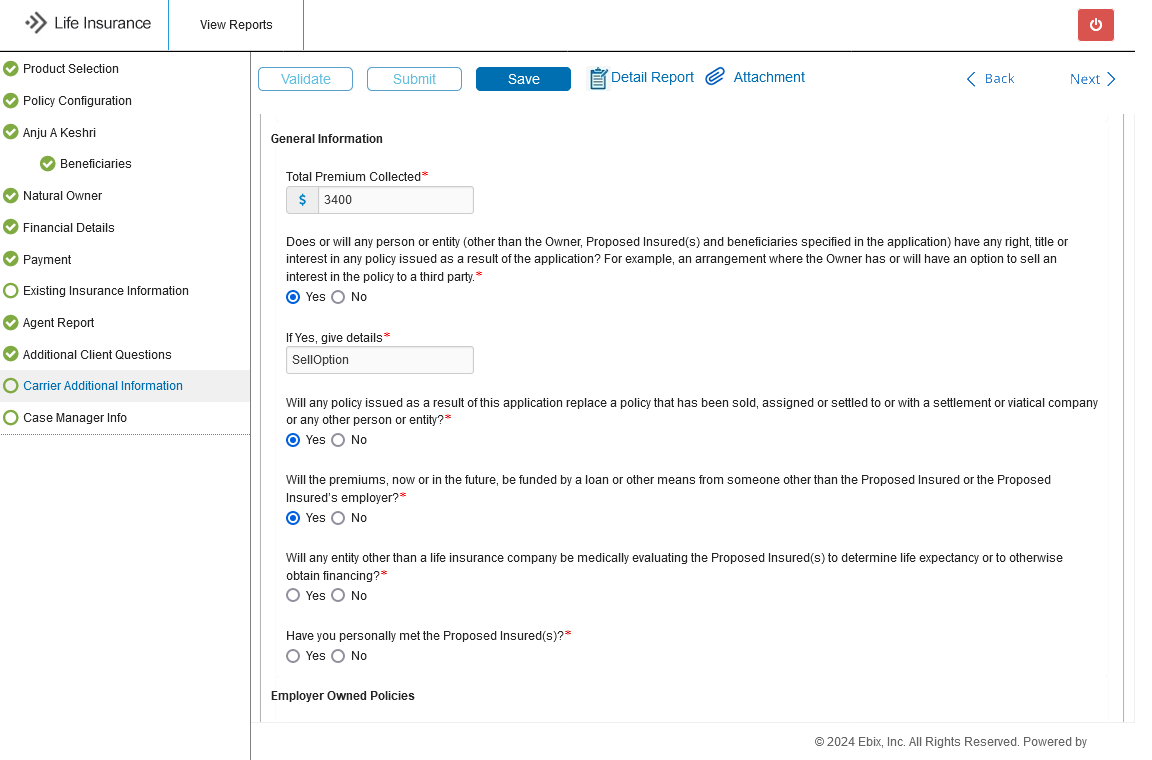 Life Insurance
View Reports
Product Selection
Policy Configuration
Anju A Keshri
Beneficiaries
Natural Owner
Financial Details
Payment
Existing Insurance Information
Agent Report
Additional Client Questions
Carrier Additional Information
Case Manager Info
Validate Submit Save Detail Report Attachment Back Next
General Information
Total Premium Collected*
$ 3400
Does or will any person or entity (other than the Owner, Proposed Insured(s) and beneficiaries specified in the application) have any right, title or
interest in any policy issued as a result of the application? For example, an arrangement where the Owner has or will have an option to sell an
interest in the policy to a third party.*
Yes No
If Yes, give details*
SellOption
Will any policy issued as a result of this application replace a policy that has been sold, assigned or settled to or with a settlement or viatical company
or any other person or entity?*
Yes No
Will the premiums, now or in the future, be funded by a loan or other means from someone other than the Proposed Insured or the Proposed
Insured's employer?*
Yes No
Will any entity other than a life insurance company be medically evaluating the Proposed Insured(s) to determine life expectancy or to otherwise
obtain financing?*
Yes No
Have you personally met the Proposed Insured(s)?*
Yes No
Employer Owned Policies
© 2024 Ebix, Inc. All Rights Reserved. Powered by